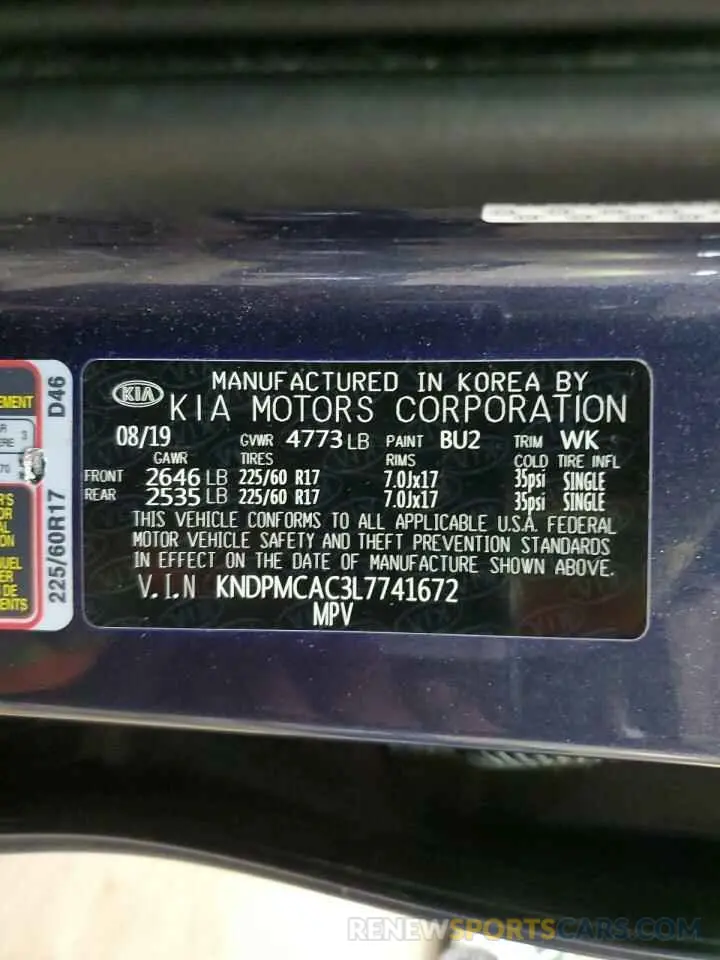 MANUFACTURED IN KOREA BY
KIA KIA MOTORS CORPORATION
08/19 GVWR 4773 LB PAINT BU2 TRIM WK
GAWR TIRES RIMS COLD TIRE INFL
FRONT 2646 LB 225/60 R17 7.0Jx17 35psi SINGLE
REAR 2535 LB 225/60 R17 7.0Jx17 35psi SINGLE
THIS VEHICLE CONFORMS TO ALL APPLICABLE U.S.A. FEDERAL
MOTOR VEHICLE SAFETY AND THEFT PREVENTION STANDARDS
IN EFFECT ON THE DATE OF MANUFACTURE SHOWN ABOVE.
V.I.N KNDPMCAC3L7741672
MPV
225/60R17 D46
RENEWSPORTSCARS.COM